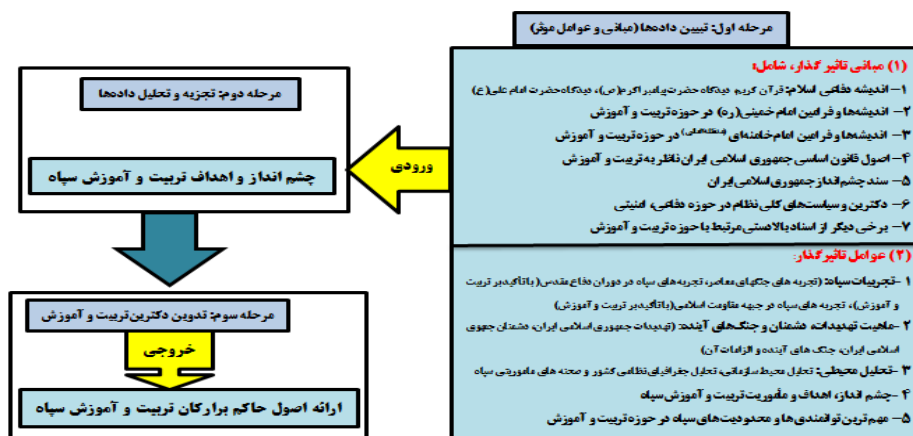 مرحله اول: تبیین داده‌ها (مبانی و عوامل موثر)
(۱) مبانی تاثیر گذار، شامل:
۱– اندیشه دفاعی اسلام: قرآن کریم، دیدگاه حضرت پیامبر اکرم(ص)، دیدگاه حضرت امام علی(ع)
۲– اندیشه‌ها و فرامین امام خمینی(ره) در حوزه تربیت و آموزش
۳– اندیشه‌ها و فرامین امام خامنه‌ای در حوزه تربیت و آموزش
۴– اصول قانون اساسی جمهوری اسلامی ایران ناظر به تربیت و آموزش
۵– سند چشم‌انداز جمهوری اسلامی ایران
۶– دکترین و سیاست‌های کلی نظام در حوزه دفاعی، امنیتی
۷– برخی دیگر از اسناد بالادستی مرتبط با حوزه تربیت و آموزش
(۲) عوامل تاثیرگذار:
۱ –تجربیات سپاه: (تجربه های جنگهای معاصر، تجربه های سپاه در دوران دفاع مقدس( با تأکید بر تربیت
و آموزش)، تجربه های سپاه در جبهه مقاومت اسلامی(با تأکید بر تربیت و آموزش)
۲ –ماهیت تهدیدات، دشمنان و جنگ‌های آینده: (تهدیدات جمهوری اسلامی ایران، دشمنان جمهوری
اسلامی ایران، جنگ های آینده و الزامات آن)
۳ –تحلیل محیطی: تحلیل محیط سازمانی، تحلیل جغرافیای نظامی کشور و صحنه های ماموریتی سپاه
۴ –چشم انداز، اهداف و مأموریت تربیت و آموزش سپاه
۵– مهم ترین توانمندی‌ها و محدودیت‌های سپاه در حوزه تربیت و آموزش
ورودی
مرحله دوم: تجزیه و تحلیل داده‌ها
چشم انداز و اهداف تربیت و آموزش سپاه
مرحله سوم: تدوین دکترین تربیت و آموزش
خروجی
ارائه اصول حاکم بر ارکان تربیت و آموزش سپاه